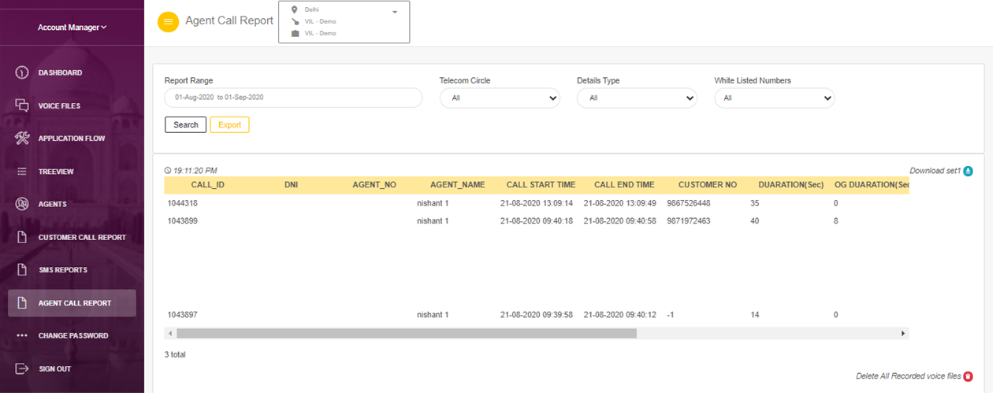 Account Manager
DASHBOARD
VOICE FILES
APPLICATION FLOW
TREEVIEW
AGENTS
CUSTOMER CALL REPORT
SMS REPORTS
AGENT CALL REPORT
CHANGE PASSWORD
SIGN OUT
Agent Call Report
Delhi
VIL - Demo
VIL - Demo
Report Range Telecom Circle Details Type White Listed Numbers
01-Aug-2020 to 01-Sep-2020 All All All
Search Export
19:11:20 PM Download set1
CALL_ID DNI AGENT_NO AGENT_NAME CALL START TIME CALL END TIME CUSTOMER NO DUARATION(Sec) OG DUARATION(Sec
1044318 nishant 1 21-08-2020 13:09:14 21-08-2020 13:09:49 9867526448 35 0
1043899 nishant 1 21-08-2020 09:40:18 21-08-2020 09:40:58 9871972463 40 8
1043897 nishant 1 21-08-2020 09:39:58 21-08-2020 09:40:12 -1 14 0
3 total
Delete All Recorded voice files